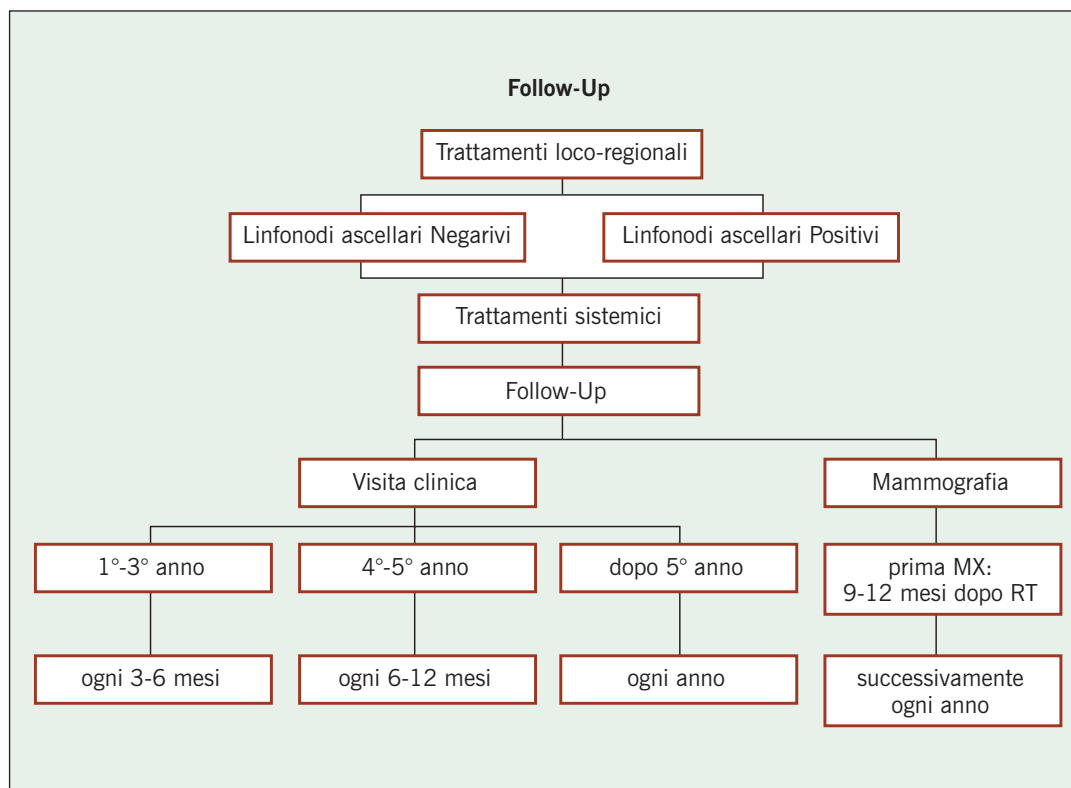 Follow-Up
Trattamenti loco-regionali
Linfonodi ascellari Negarivi
Linfonodi ascellari Positivi
Trattamenti sistemici
Follow-Up
Visita clinica
Mammografia
1°-3° anno
4°-5° anno
dopo 5° anno
prima MX:
9-12 mesi dopo RT
ogni 3-6 mesi
ogni 6-12 mesi
ogni anno
successivamente
ogni anno